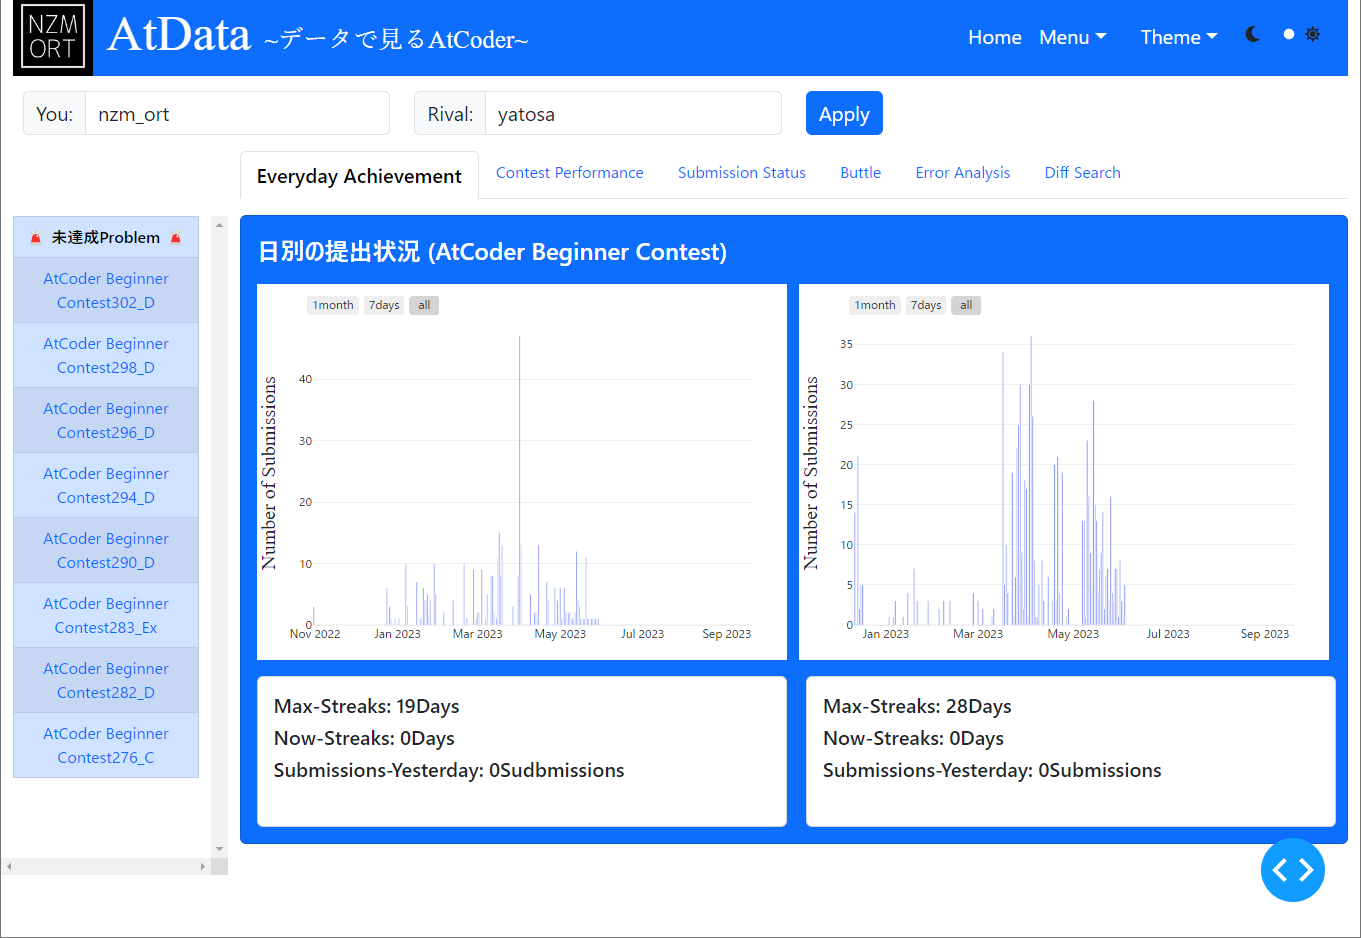 NZM
ORT
AtData ~データで見るAtCoder~
Home Menu Theme
You: nzm_ort Rival: yatosa Apply
Everyday Achievement Contest Performance Submission Status Buttle Error Analysis Diff Search
未達成Problem
AtCoder Beginner
Contest302_D
AtCoder Beginner
Contest298_D
AtCoder Beginner
Contest296_D
AtCoder Beginner
Contest294_D
AtCoder Beginner
Contest290_D
AtCoder Beginner
Contest283_Ex
AtCoder Beginner
Contest282_D
AtCoder Beginner
Contest276_C
日別の提出状況 (AtCoder Beginner Contest)
1month 7days all
Number of Submissions
40
30
20
10
0
Nov 2022 Jan 2023 Mar 2023 May 2023 Jul 2023 Sep 2023
1month 7days all
Number of Submissions
35
30
25
20
15
10
5
0
Jan 2023 Mar 2023 May 2023 Jul 2023 Sep 2023
Max-Streaks: 19Days
Now-Streaks: 0Days
Submissions-Yesterday: 0Sudbmissions
Max-Streaks: 28Days
Now-Streaks: 0Days
Submissions-Yesterday: 0Submissions